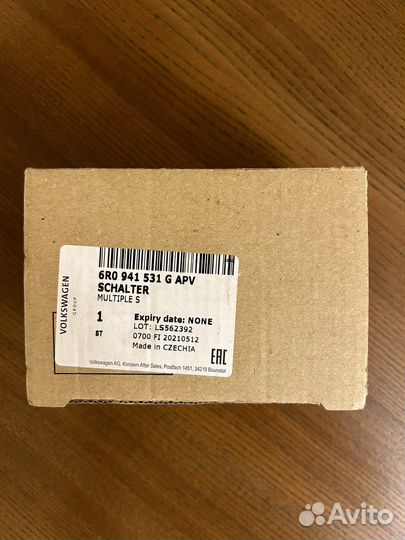 VOLKSWAGEN
GROUP
6R0 941 531 G APV
SCHALTER
MULTIPLE S
1
ST
Expiry date: NONE
LOT: LS562392
0700 FI 20210512
Made in CZECHIA
EAC
Volkswagen AG, Konzern After Sales, Postfach 1451, 34219 Baunatal
Avito